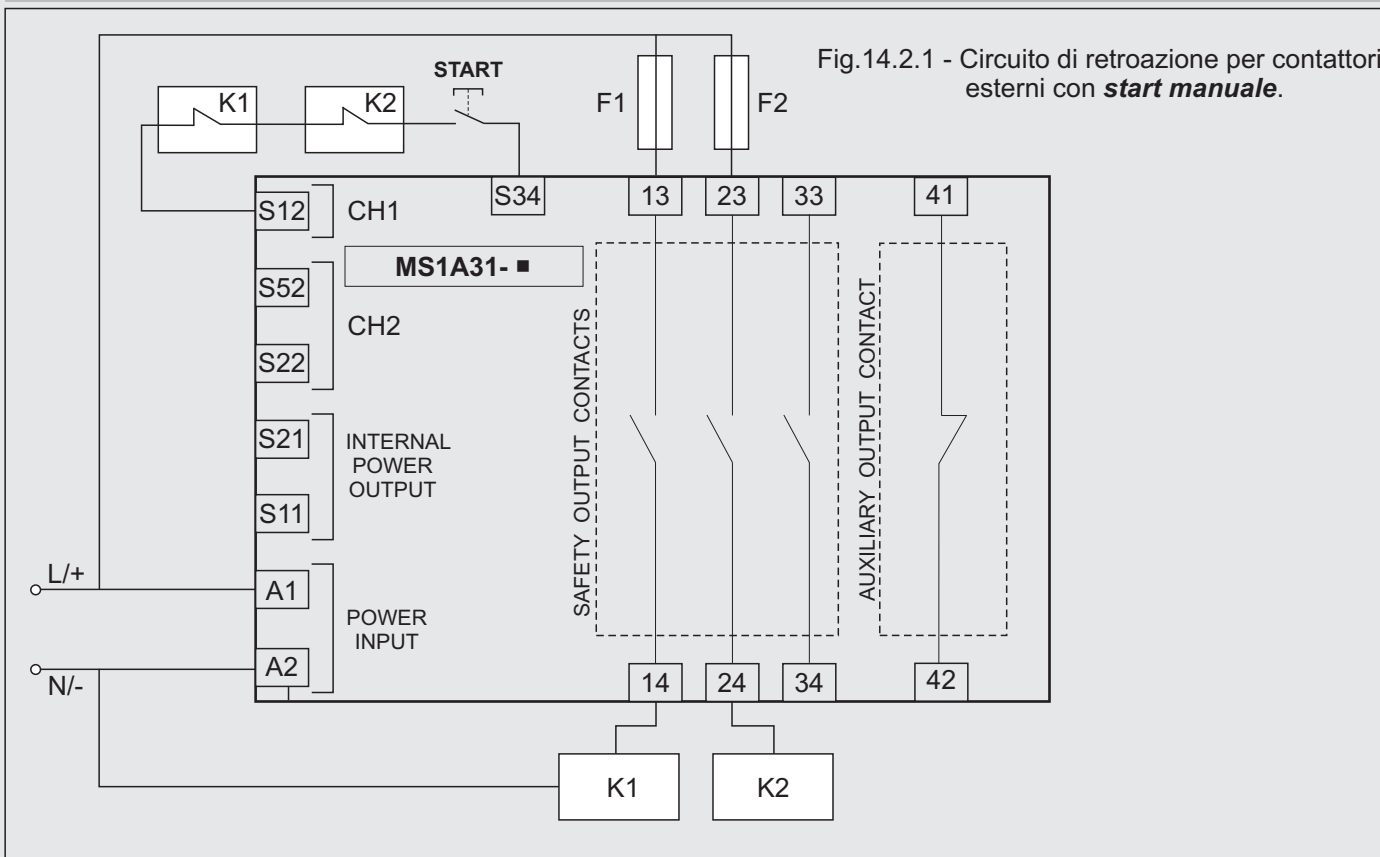 Fig.14.2.1 - Circuito di retroazione per contattori
esterni con start manuale.
START
K1
K2
F1
F2
S34
13
23
33
41
S12
CH1
MS1A31- ■
S52
CH2
S22
S21
INTERNAL
POWER
OUTPUT
S11
SAFETY OUTPUT CONTACTS
AUXILIARY OUTPUT CONTACT
L/+
A1
POWER
INPUT
A2
N/-
14
24
34
42
K1
K2